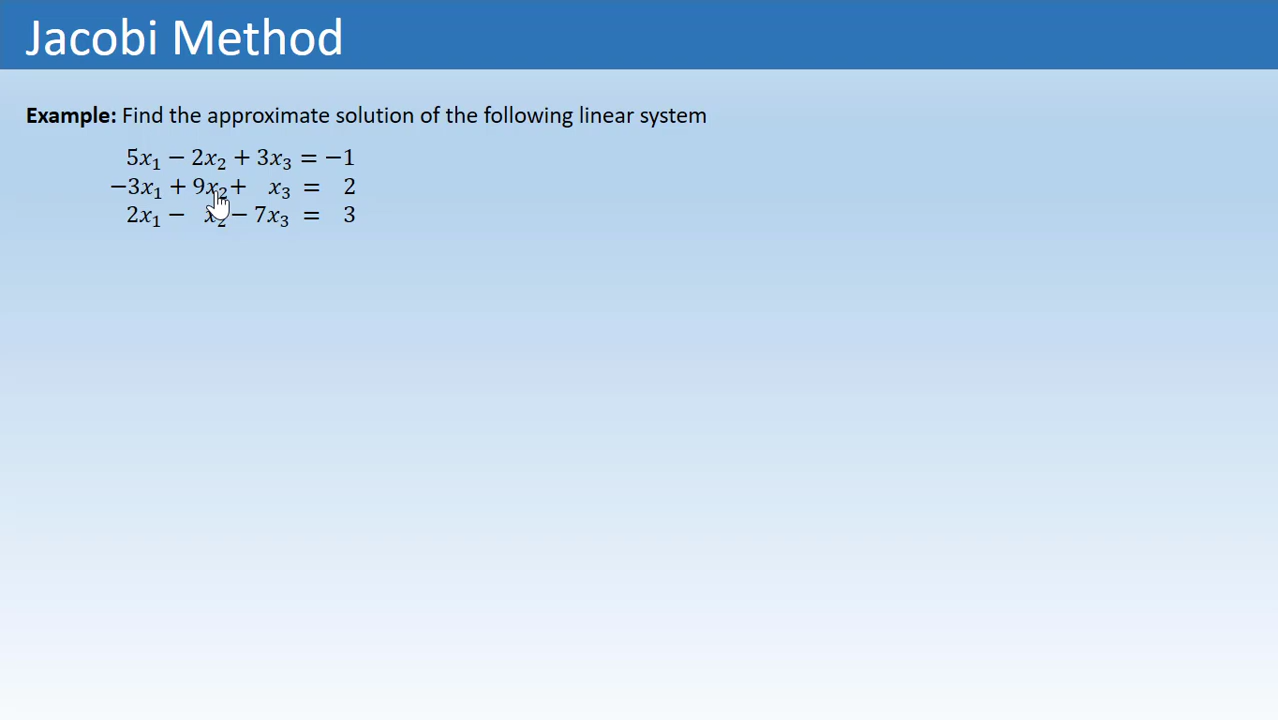 Jacobi Method
Example: Find the approximate solution of the following linear system
5x₁ − 2x₂ + 3x₃ = −1
−3x₁ + 9x₂ + x₃ = 2
2x₁ − x₂ − 7x₃ = 3